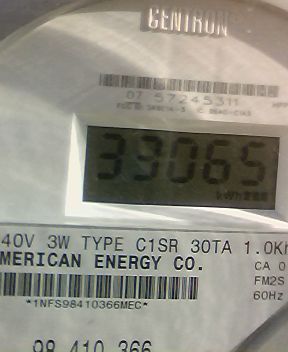 CENTRON
07 57245311
33065
kWh
40V 3W TYPE C1SR 30TA 1.0Kh
MERICAN ENERGY CO.
CA 0
FM2S
60Hz
*1NFS98410366MEC*
98 410 366